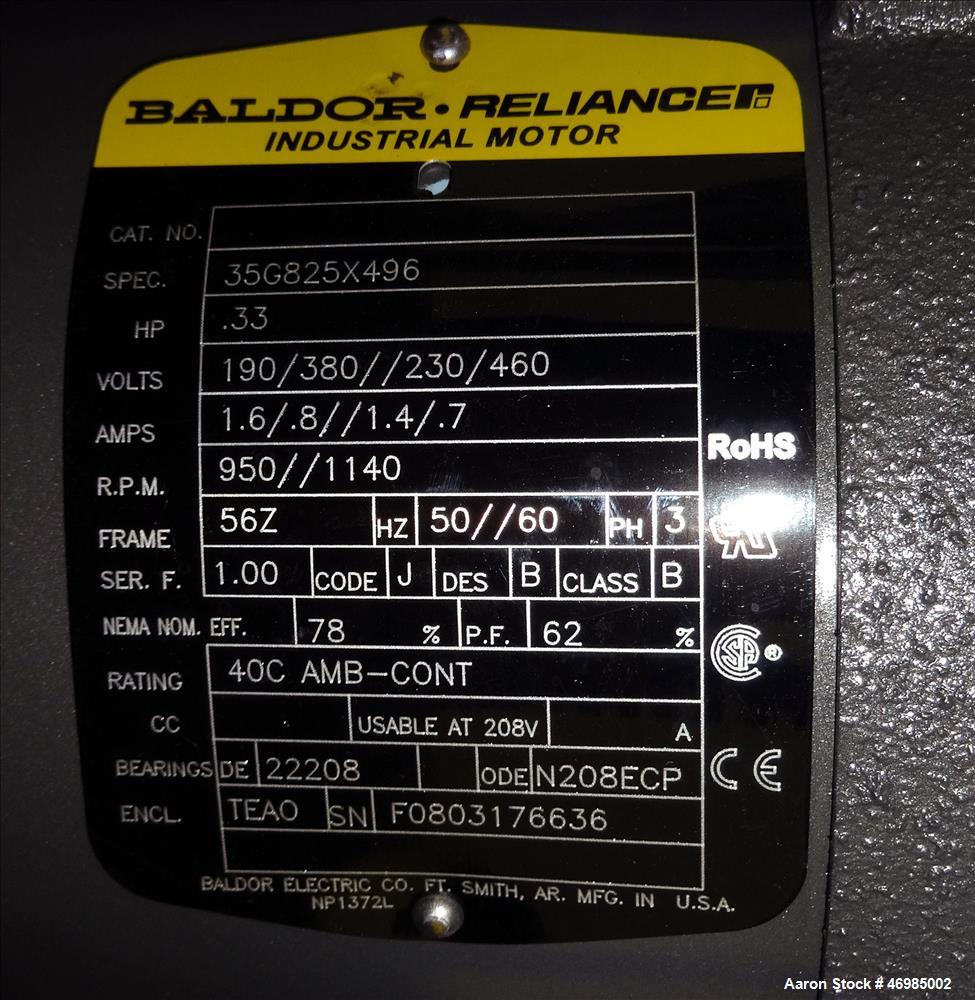 BALDOR • RELIANCE
INDUSTRIAL MOTOR
CAT. NO.
SPEC. 35G825X496
HP .33
VOLTS 190/380//230/460
AMPS 1.6/.8//1.4/.7
R.P.M. 950//1140
FRAME 56Z HZ 50//60 PH 3
SER. F. 1.00 CODE J DES B CLASS B
NEMA NOM. EFF. 78 % P.F. 62 %
RATING 40C AMB-CONT
CC USABLE AT 208V A
BEARINGS DE 22208 ODE N208ECP
ENCL. TEAO SN F0803176636
BALDOR ELECTRIC CO. FT. SMITH, AR. MFG. IN U.S.A.
NP1372L
RoHS
SP ®
CE
Aaron Stock # 46985002